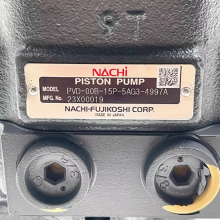 NACHI
PISTON PUMP
MODEL PVD-00B-15P-5AG3-4997A
MFG. No. 23X00019
NACHI-FUJIKOSHI CORP.
MADE IN JAPAN